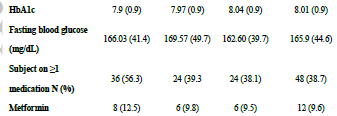 HbA1c 7.9 (0.9) 7.97 (0.9) 8.04 (0.9) 8.01 (0.9)
Fasting blood glucose
(mg/dL) 166.03 (41.4) 169.57 (49.7) 162.60 (39.7) 165.9 (44.6)
Subject on ≥1
medication N (%) 36 (56.3) 24 (39.3 24 (38.1) 48 (38.7)
Metformin 8 (12.5) 6 (9.8) 6 (9.5) 12 (9.6)